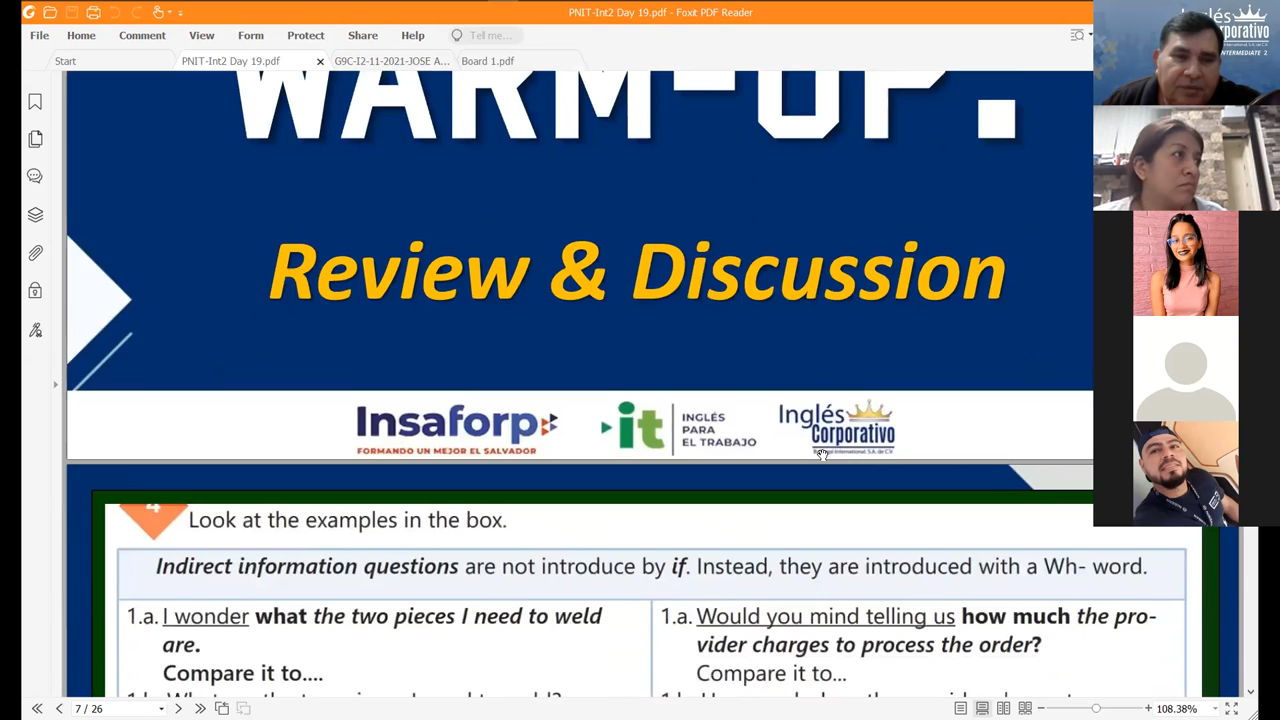 PNIT-Int2 Day 19.pdf - Foxit PDF Reader
File Home Comment View Form Protect Share Help Tell me...
Start PNIT-Int2 Day 19.pdf G9C-I2-11-2021-JOSE A... Board 1.pdf
WARM-UP.
Review & Discussion
Insaforp
FORMANDO UN MEJOR EL SALVADOR
it
INGLÉS
PARA
EL TRABAJO
Inglés
Corporativo
4
Look at the examples in the box.
Indirect information questions are not introduce by if. Instead, they are introduced with a Wh- word.
1.a. I wonder what the two pieces I need to weld
are.
Compare it to....
1.a. Would you mind telling us how much the pro-
vider charges to process the order?
Compare it to...
7 / 26
108.38%
Inglés
Corporativo
INTERMEDIATE 2